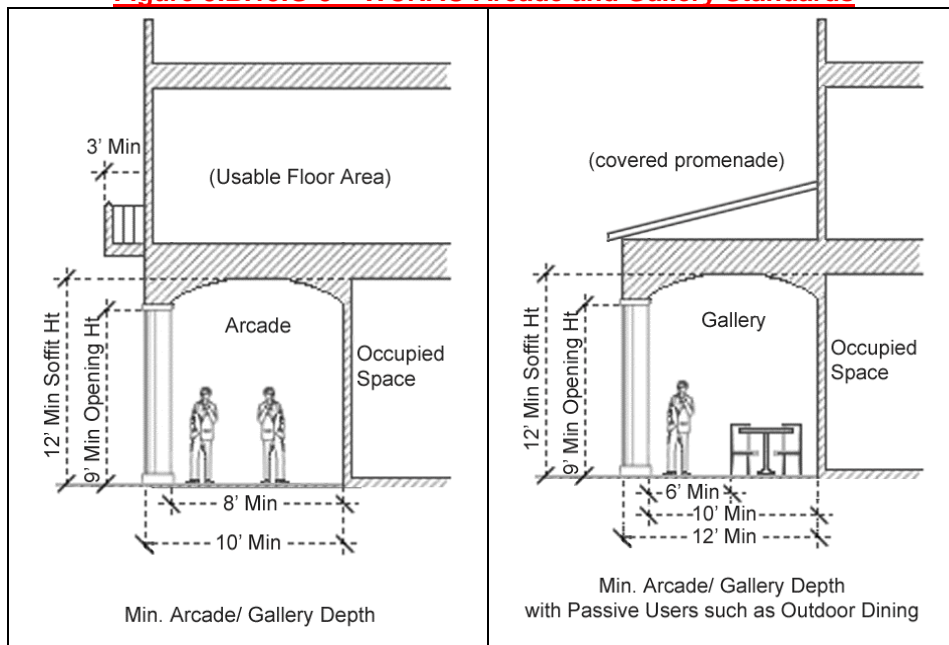 3' Min
(Usable Floor Area)
12' Min Soffit Ht
9' Min Opening Ht
Arcade
Occupied
Space
8' Min
10' Min
Min. Arcade/ Gallery Depth
(covered promenade)
12' Min Soffit Ht
9' Min Opening Ht
Gallery
Occupied
Space
6' Min
10' Min
12' Min
Min. Arcade/ Gallery Depth
with Passive Users such as Outdoor Dining